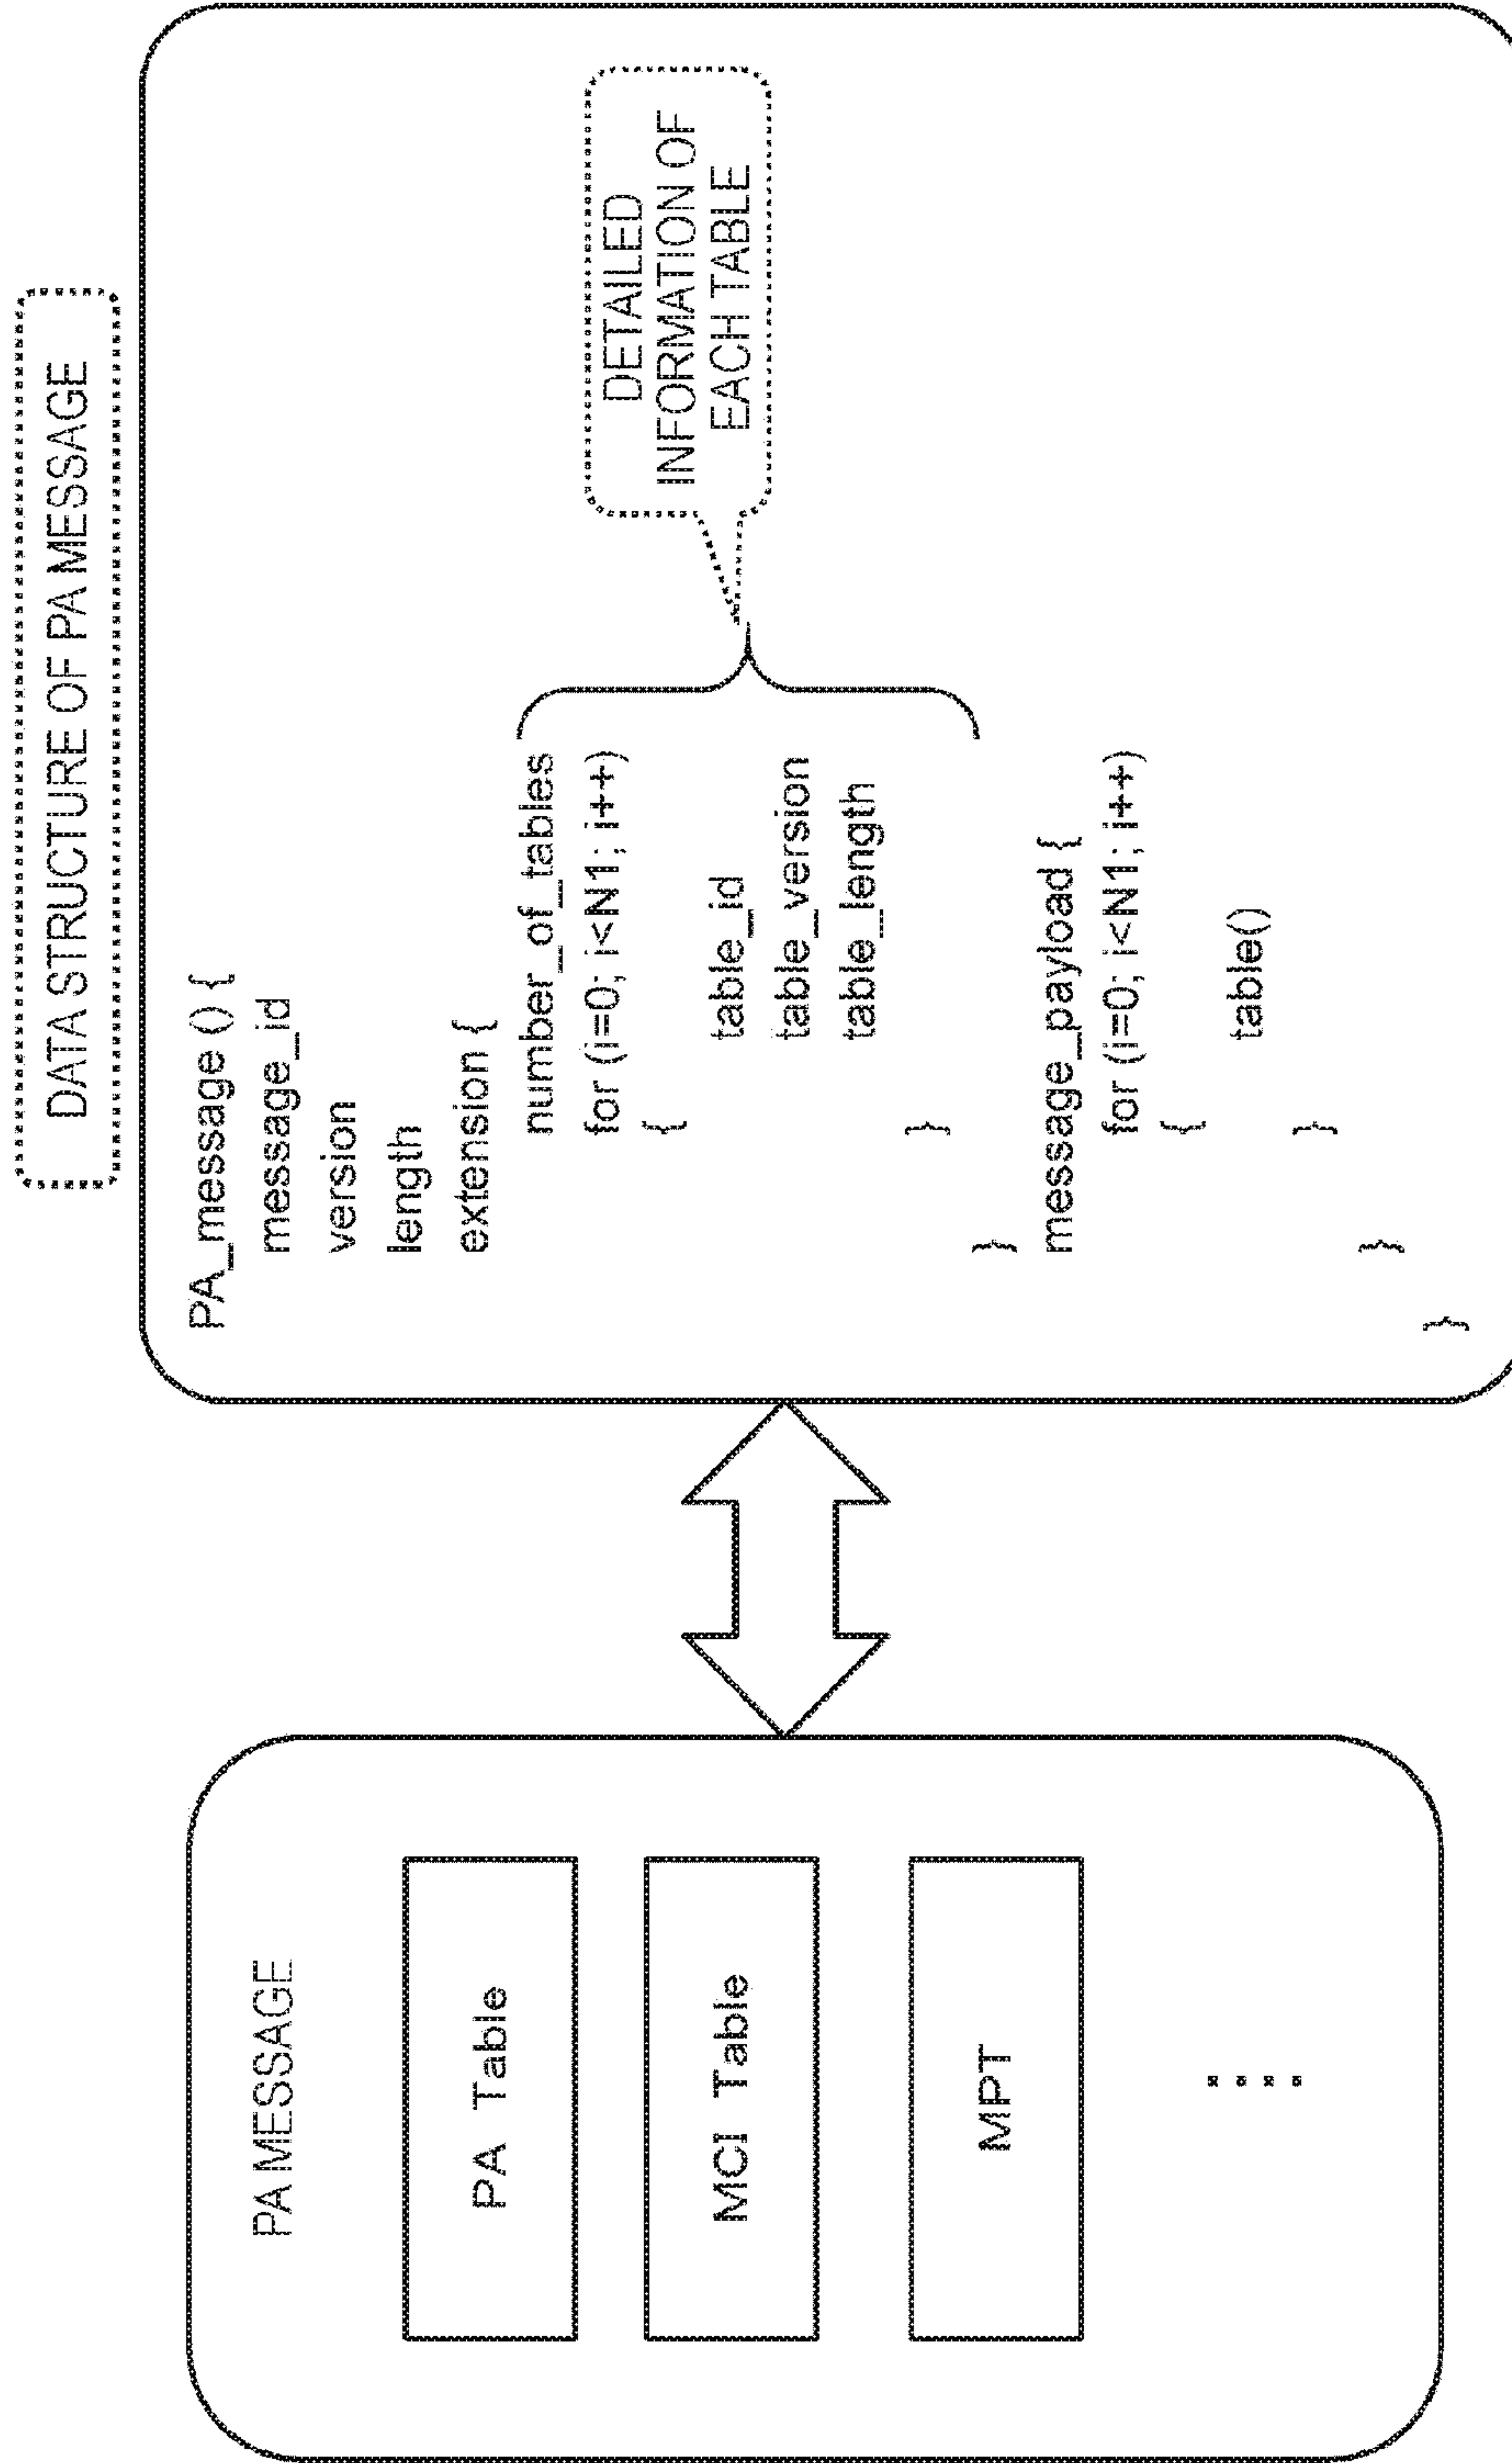 DATA STRUCTURE OF PA MESSAGE
PA MESSAGE
PA Table
MCI Table
MPT
PA_message () {
message_id
version
length
extension {
number_of_tables
for (i=0; i<N1; i++)
{
table_id
table_version
table_length
}
}
message_payload {
for (i=0; i<N1; i++)
{
table()
}
}
}
DETAILED
INFORMATION OF
EACH TABLE